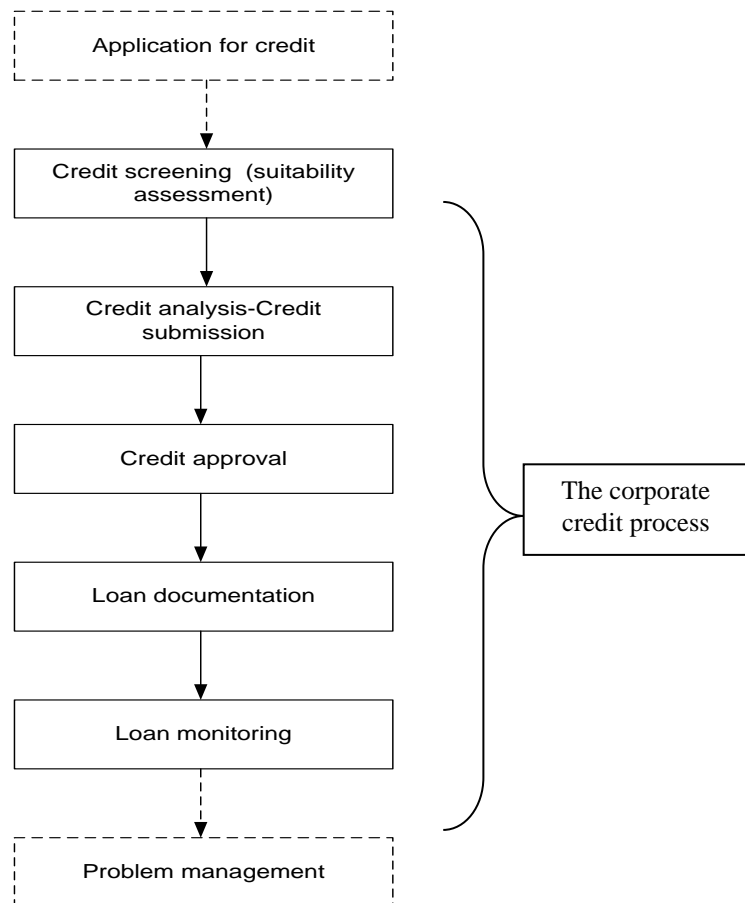 Application for credit
Credit screening  (suitability
assessment)
Credit analysis-Credit
submission
Credit approval
The corporate
credit process
Loan documentation
Loan monitoring
Problem management